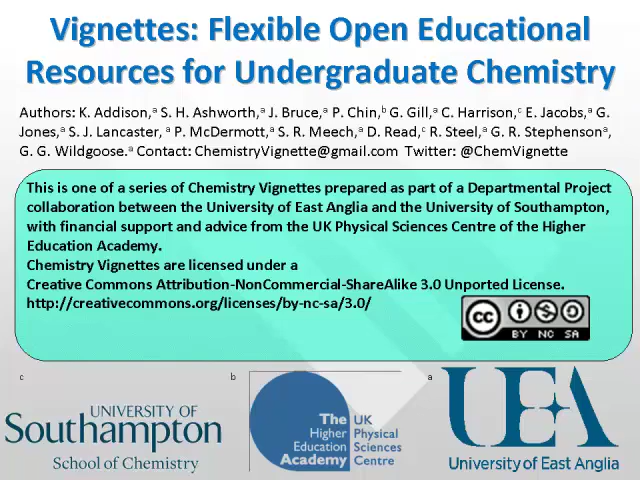 Vignettes: Flexible Open Educational
Resources for Undergraduate Chemistry
Authors: K. Addison,ᵃ S. H. Ashworth,ᵃ J. Bruce,ᵃ P. Chin,ᵇ G. Gill,ᵃ C. Harrison,ᶜ E. Jacobs,ᵃ G.
Jones,ᵃ S. J. Lancaster, ᵃ P. McDermott,ᵃ S. R. Meech,ᵃ D. Read,ᶜ R. Steel,ᵃ G. R. Stephensonᵃ,
G. G. Wildgoose.ᵃ Contact: ChemistryVignette@gmail.com Twitter: @ChemVignette
This is one of a series of Chemistry Vignettes prepared as part of a Departmental Project
collaboration between the University of East Anglia and the University of Southampton,
with financial support and advice from the UK Physical Sciences Centre of the Higher
Education Academy.
Chemistry Vignettes are licensed under a
Creative Commons Attribution-NonCommercial-ShareAlike 3.0 Unported License.
http://creativecommons.org/licenses/by-nc-sa/3.0/
cc
BY NC SA
c
UNIVERSITY OF
Southampton
School of Chemistry
b
The UK
Higher Physical
Education Sciences
Academy Centre
a
UEA
University of East Anglia